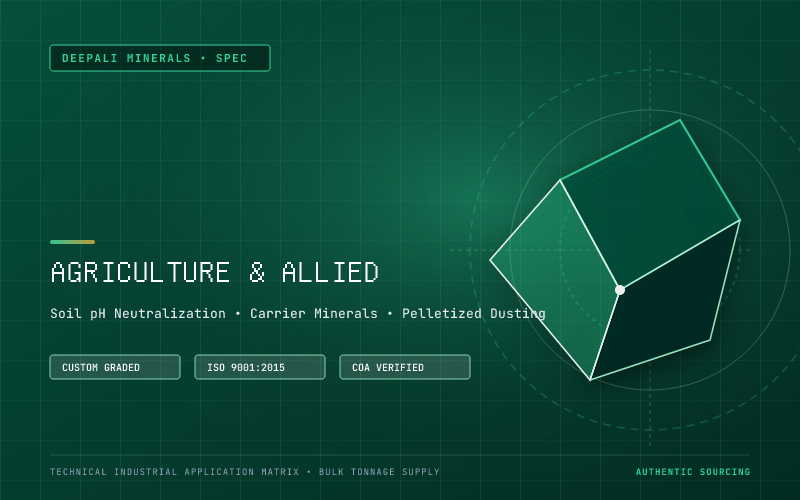 DEEPALI MINERALS • SPEC
AGRICULTURE & ALLIED
Soil pH Neutralization • Carrier Minerals • Pelletized Dusting
CUSTOM GRADED
ISO 9001:2015
COA VERIFIED
TECHNICAL INDUSTRIAL APPLICATION MATRIX • BULK TONNAGE SUPPLY
AUTHENTIC SOURCING